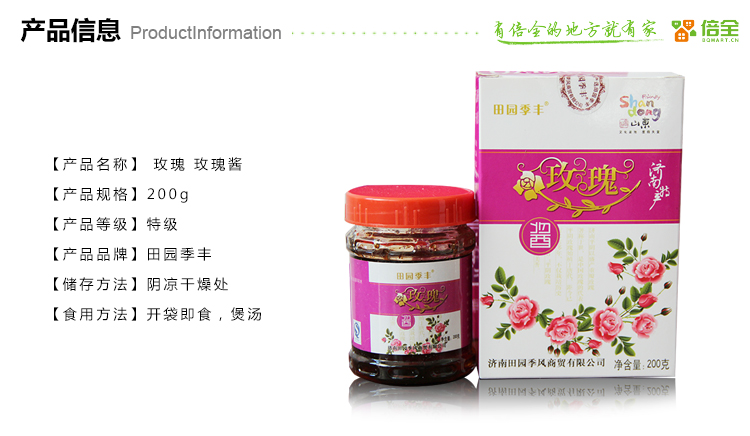 产品信息 ProductInformation
有倍全的地方就有家
倍全
BQMART.CN
【产品名称】 玫瑰 玫瑰酱
【产品规格】200g
【产品等级】特级
【产品品牌】田园季丰
【储存方法】阴凉干燥处
【食用方法】开袋即食，煲汤
田园季丰®
Shandong
山东
玫瑰
济南特产
酱
济南田园季风商贸有限公司
净含量：200克
田园季丰®
玫瑰
酱